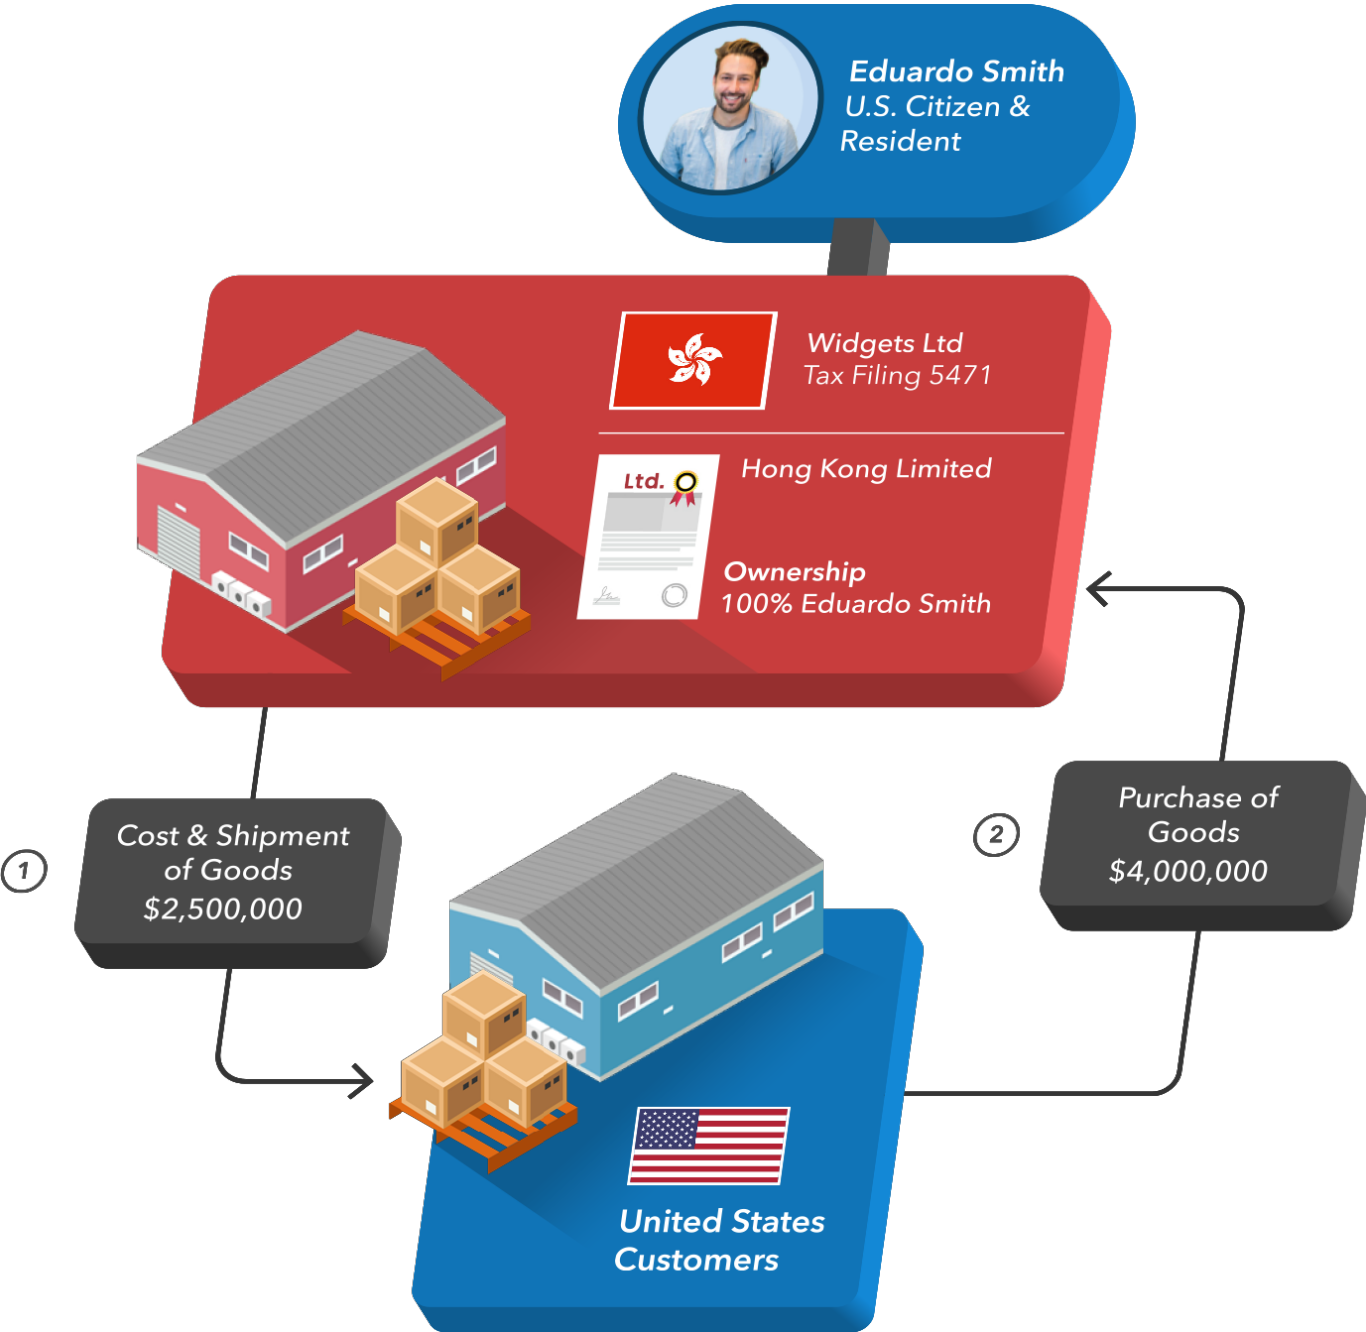 Eduardo Smith
U.S. Citizen &
Resident
Widgets Ltd
Tax Filing 5471
Ltd.
Hong Kong Limited
Ownership
100% Eduardo Smith
1
Cost & Shipment
of Goods
$2,500,000
2
Purchase of
Goods
$4,000,000
United States
Customers